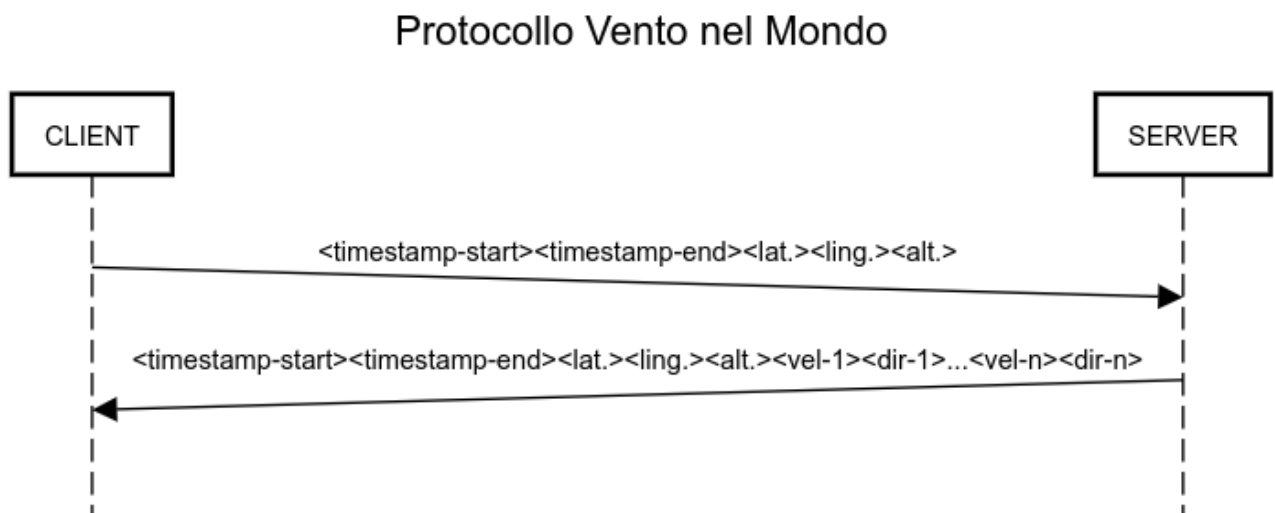 Protocollo Vento nel Mondo
CLIENT
SERVER
<timestamp-start><timestamp-end><lat.><ling.><alt.>
<timestamp-start><timestamp-end><lat.><ling.><alt.><vel-1><dir-1>...<vel-n><dir-n>